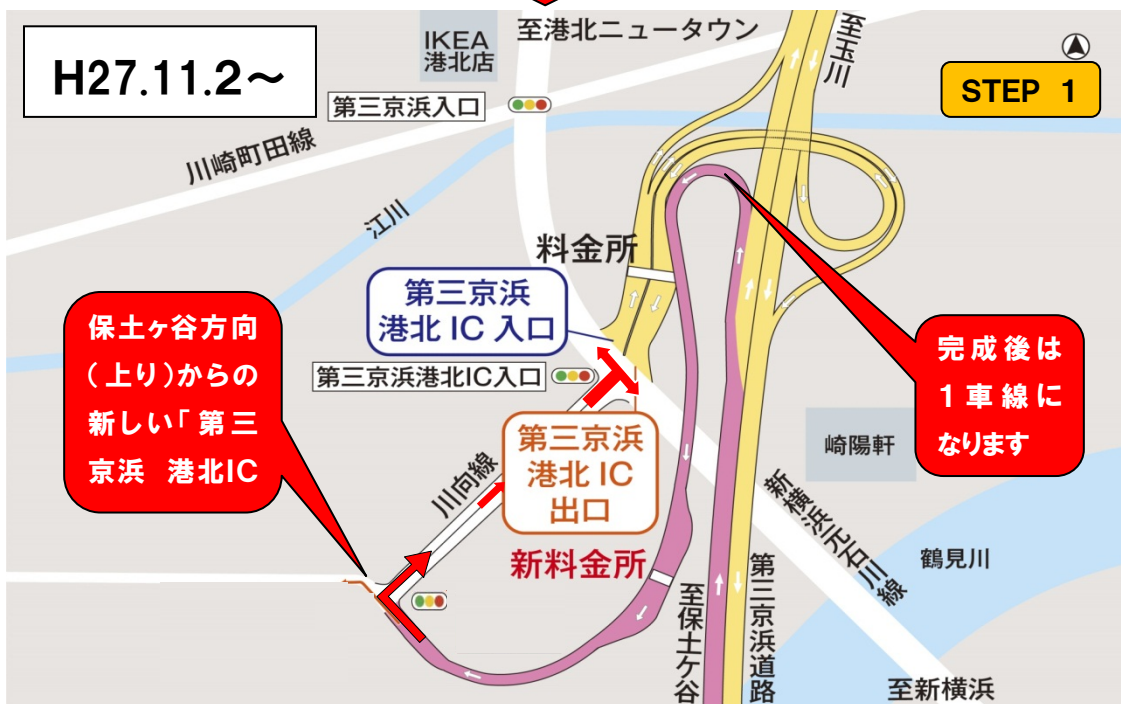 H27.11.2～
IKEA
港北店
至港北ニュータウン
至玉川
STEP 1
第三京浜入口
川崎町田線
江川
料金所
第三京浜
港北 IC 入口
保土ヶ谷方向
(上り)からの
新しい「第三
京浜 港北IC
第三京浜港北IC入口
完成後は
1車線に
なります
第三京浜
港北 IC
出口
川向線
崎陽軒
新横浜元石川線
鶴見川
新料金所
至保土ケ谷
第三京浜道路
至新横浜